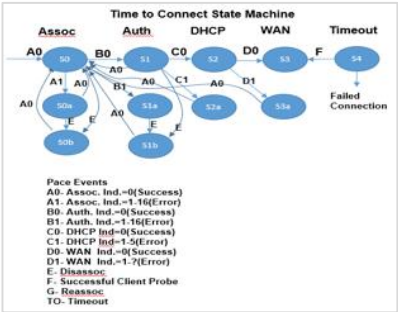 Time to Connect State Machine
Assoc Auth DHCP WAN Timeout
A0 S0 B0 S1 C0 S2 D0 S3 F S4
A0
A1 A0 B1 A0 C1 A0 D1
A0 S0a S1a S2a S3a Failed
Connection
E E A0 E E
S0b S1b
Pace Events
A0- Assoc. Ind.=0(Success)
A1- Assoc. Ind.=1-16(Error)
B0- Auth. Ind.=0(Success)
B1- Auth. Ind.=1-16(Error)
C0- DHCP Ind=0(Success)
C1- DHCP Ind=1-5(Error)
D0- WAN Ind.=0(Success)
D1- WAN Ind.=1-?(Error)
E- Disassoc
F- Successful Client Probe
G- Reassoc
TO- Timeout